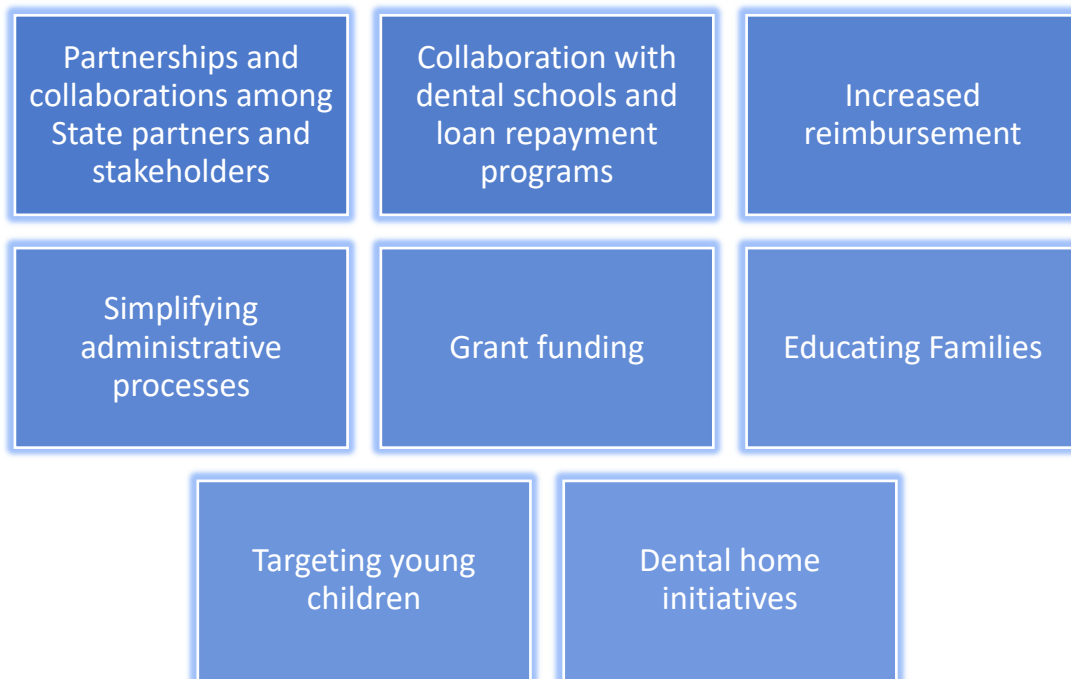 Partnerships and
collaborations among
State partners and
stakeholders
Collaboration with
dental schools and
loan repayment
programs
Increased
reimbursement
Simplifying
administrative
processes
Grant funding
Educating Families
Targeting young
children
Dental home
initiatives